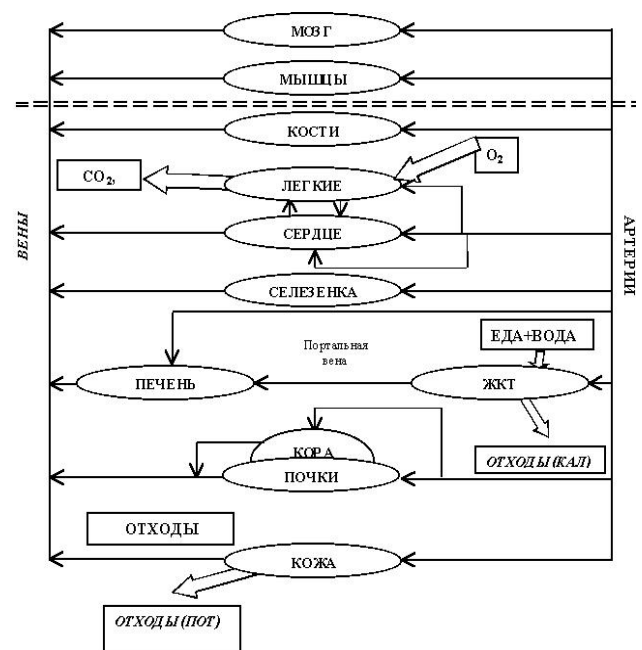 МОЗГ
МЫШЦЫ
КОСТИ
O₂
CO₂,
ЛЕГКИЕ
ВЕНЫ
СЕРДЦЕ
АРТЕРИИ
СЕЛЕЗЕНКА
ЕДА+ВОДА
Портальная
вена
ПЕЧЕНЬ
ЖКТ
КОРА
ОТХОДЫ (КАЛ)
ПОЧКИ
ОТХОДЫ
КОЖА
ОТХОДЫ (ПОТ)